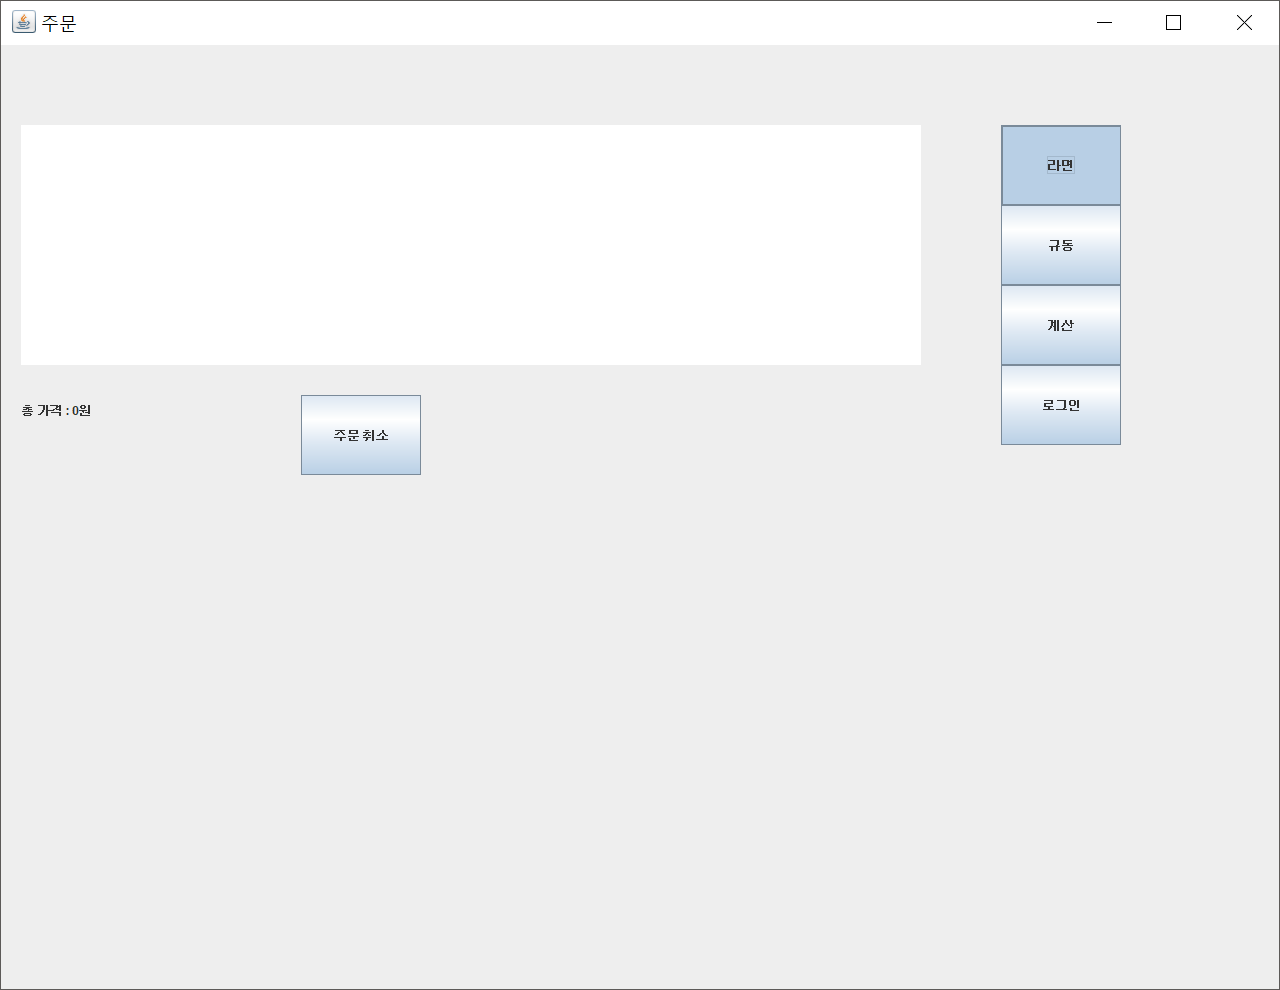 주문
라면
규동
계산
로그인
총 가격 : 0원
주문 취소